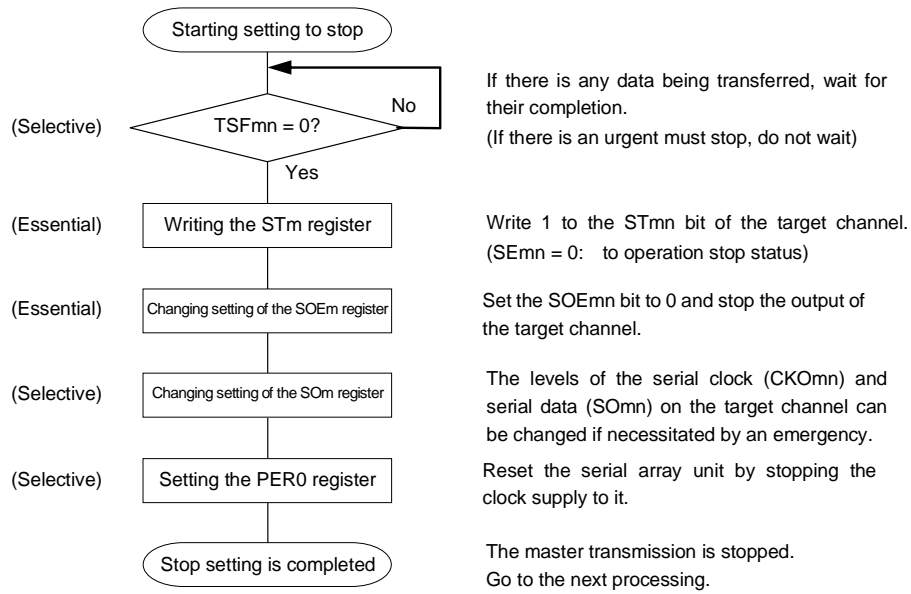 Starting setting to stop
If there is any data being transferred, wait for
their completion.
(If there is an urgent must stop, do not wait)
No
(Selective)
TSFmn = 0?
Yes
(Essential)
Writing the STm register
Write 1 to the STmn bit of the target channel.
(SEmn = 0: to operation stop status)
(Essential)
Changing setting of the SOEm register
Set the SOEmn bit to 0 and stop the output of
the target channel.
(Selective)
Changing setting of the SOm register
The levels of the serial clock (CKOmn) and
serial data (SOmn) on the target channel can
be changed if necessitated by an emergency.
(Selective)
Setting the PER0 register
Reset the serial array unit by stopping the
clock supply to it.
Stop setting is completed
The master transmission is stopped.
Go to the next processing.